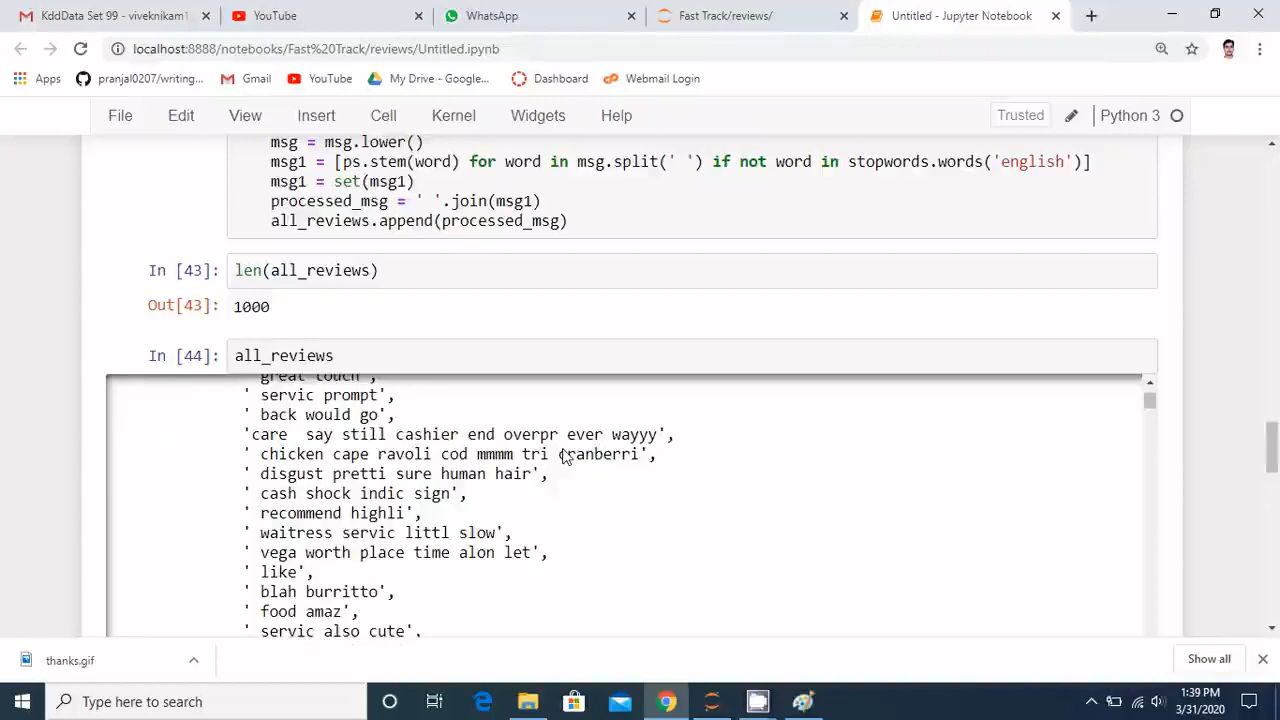 KddData Set 99 - viveknikam1
YouTube
WhatsApp
Fast Track/reviews/
Untitled - Jupyter Notebook
localhost:8888/notebooks/Fast%20Track/reviews/Untitled.ipynb
Apps
pranjal0207/writing...
Gmail
YouTube
My Drive - Google...
Dashboard
Webmail Login
File Edit View Insert Cell Kernel Widgets Help
Trusted
Python 3
msg = msg.lower()
msg1 = [ps.stem(word) for word in msg.split(' ') if not word in stopwords.words('english')]
msg1 = set(msg1)
processed_msg = ' '.join(msg1)
all_reviews.append(processed_msg)
In [43]: len(all_reviews)
Out[43]: 1000
In [44]: all_reviews
great touch',
' servic prompt',
' back would go',
'care  say still cashier end overpr ever wayyy',
' chicken cape ravoli cod mmmm tri cranberri',
' disgust pretti sure human hair',
' cash shock indic sign',
' recommend highli',
' waitress servic littl slow',
' vega worth place time alon let',
' like',
' blah burritto',
' food amaz',
' servic also cute',
thanks.gif
Show all
Type here to search
1:39 PM
3/31/2020